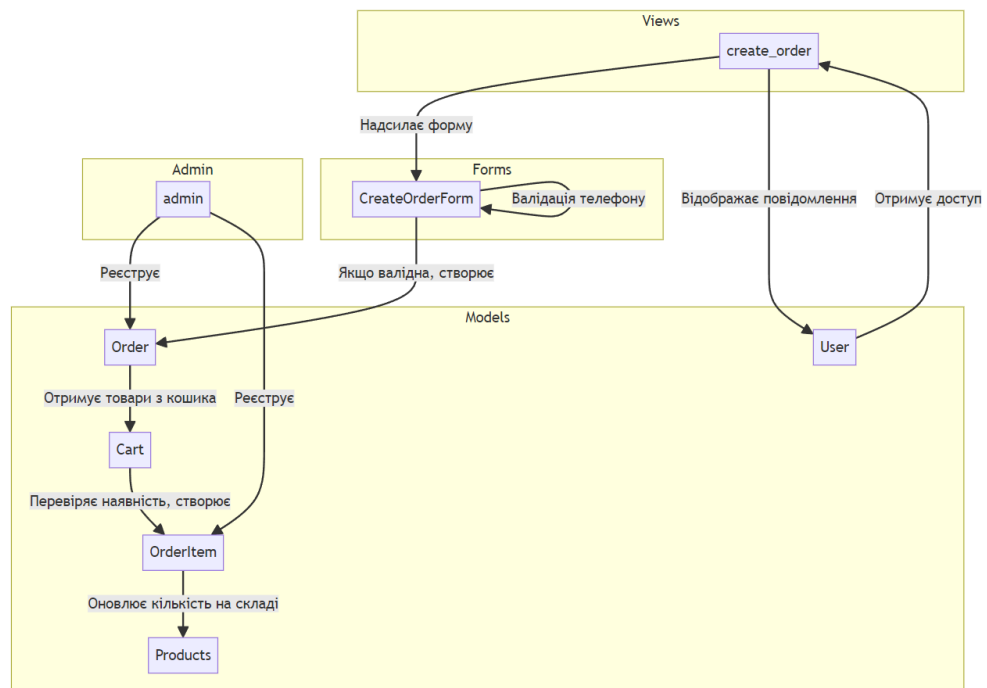 Views
create_order
Надсилає форму
Admin
admin
Forms
CreateOrderForm
Валідація телефону
Відображає повідомлення
Отримує доступ
Реєструє
Якщо валідна, створює
Models
Order
User
Отримує товари з кошика
Реєструє
Cart
Перевіряє наявність, створює
OrderItem
Оновлює кількість на складі
Products